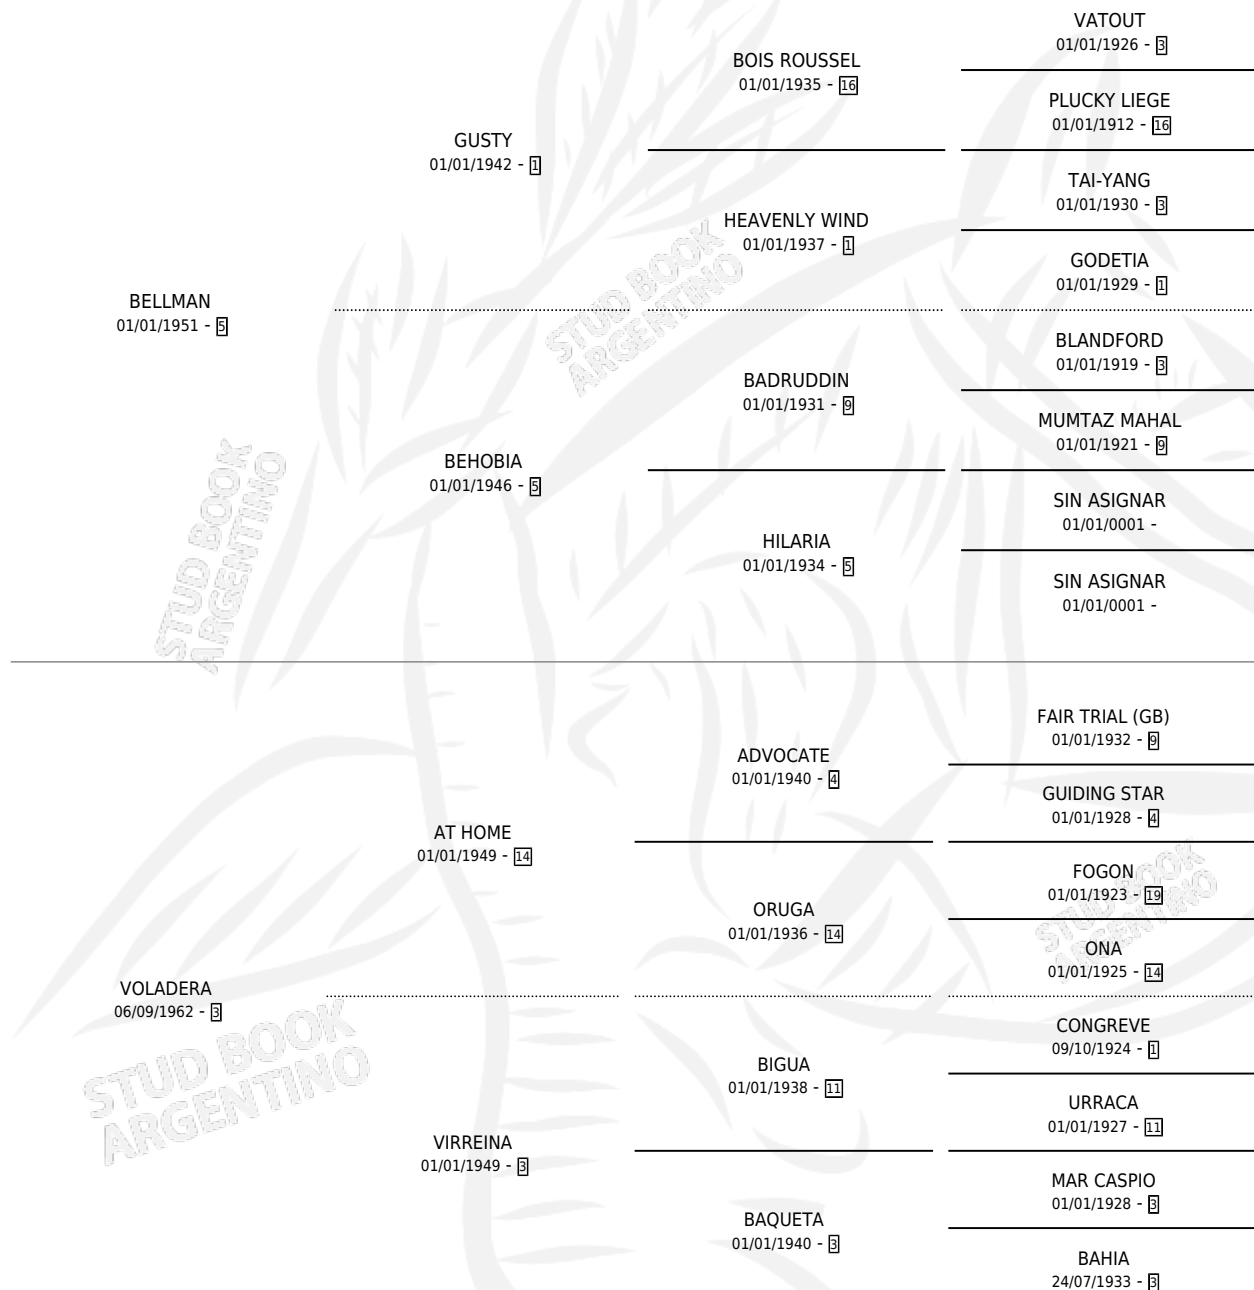 VATOUT
01/01/1926 - 3
BOIS ROUSSEL
01/01/1935 - 16
PLUCKY LIEGE
01/01/1912 - 16
GUSTY
01/01/1942 - 1
TAI-YANG
01/01/1930 - 3
HEAVENLY WIND
01/01/1937 - 1
GODETIA
01/01/1929 - 1
BELLMAN
01/01/1951 - 5
BLANDFORD
01/01/1919 - 3
BADRUDDIN
01/01/1931 - 9
MUMTAZ MAHAL
01/01/1921 - 9
BEHOBIA
01/01/1946 - 5
SIN ASIGNAR
01/01/0001 -
HILARIA
01/01/1934 - 5
SIN ASIGNAR
01/01/0001 -
FAIR TRIAL (GB)
01/01/1932 - 9
ADVOCATE
01/01/1940 - 4
GUIDING STAR
01/01/1928 - 4
AT HOME
01/01/1949 - 14
FOGON
01/01/1923 - 19
ORUGA
01/01/1936 - 14
ONA
01/01/1925 - 14
VOLADERA
06/09/1962 - 3
CONGREVE
09/10/1924 - 1
BIGUA
01/01/1938 - 11
URRACA
01/01/1927 - 11
VIRREINA
01/01/1949 - 3
MAR CASPIO
01/01/1928 - 3
BAQUETA
01/01/1940 - 3
BAHIA
24/07/1933 - 3
STUD BOOK
ARGENTINO
STUD BOOK
ARGENTINO
STUD BOOK
ARGENTINO
STUD BOOK
ARGENTINO